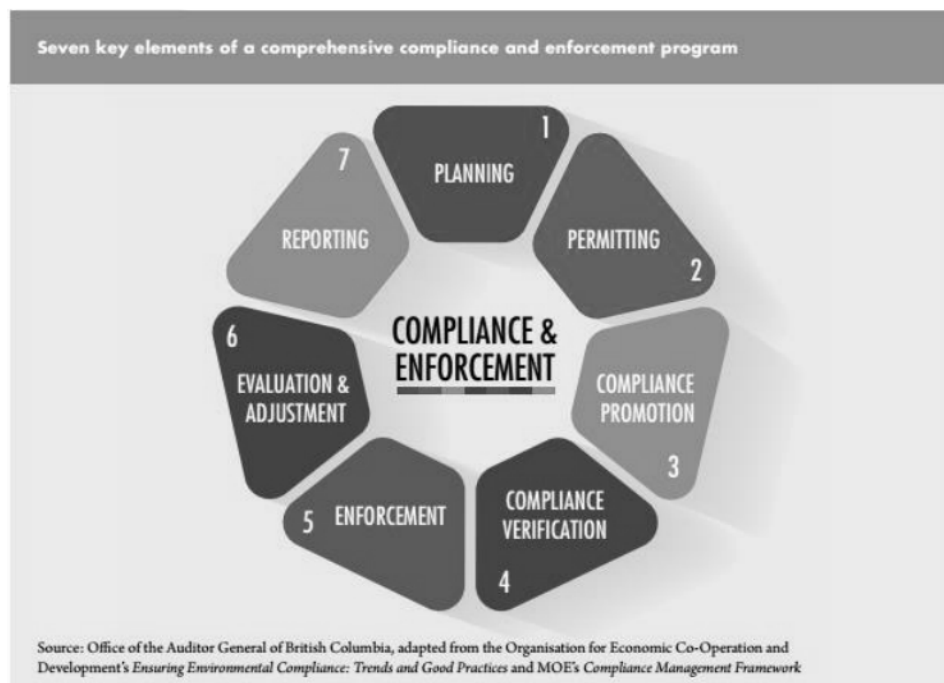 Seven key elements of a comprehensive compliance and enforcement program
1
PLANNING
PERMITTING
2
COMPLIANCE
PROMOTION
3
COMPLIANCE
VERIFICATION
4
5 ENFORCEMENT
6
EVALUATION &
ADJUSTMENT
7
REPORTING
COMPLIANCE &
ENFORCEMENT
Source: Office of the Auditor General of British Columbia, adapted from the Organisation for Economic Co-Operation and
Development's Ensuring Environmental Compliance: Trends and Good Practices and MOE's Compliance Management Framework